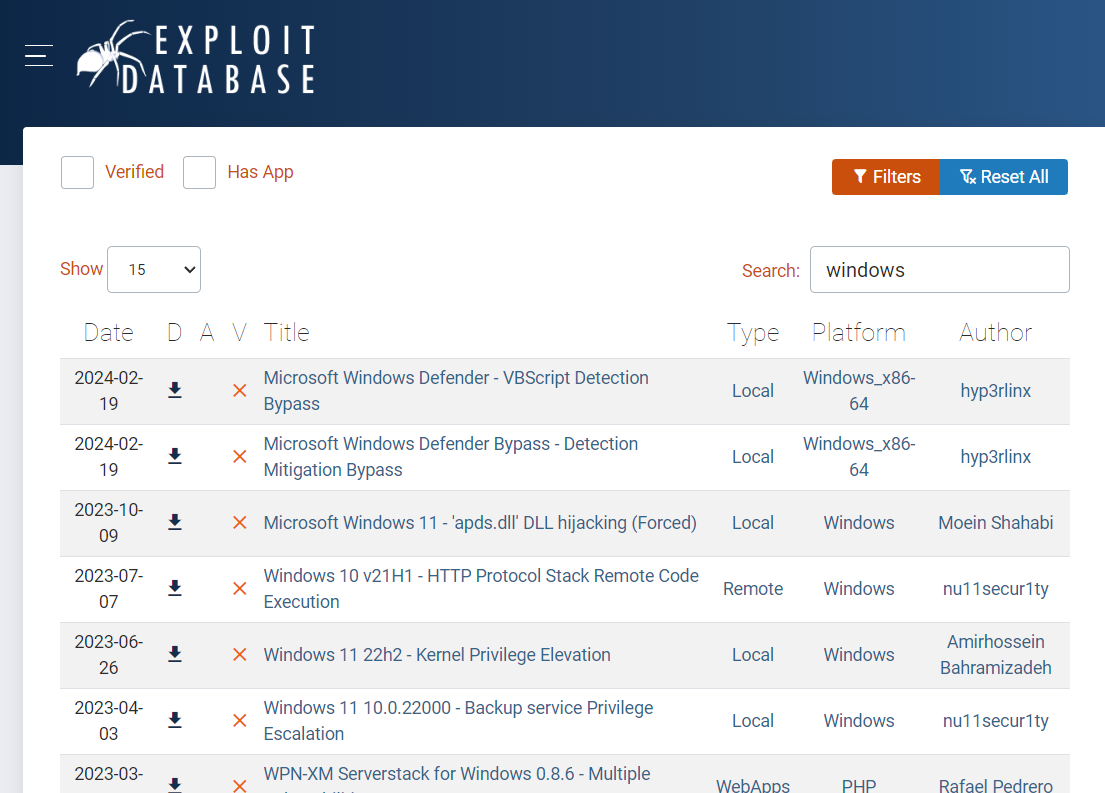 EXPLOIT
DATABASE
Verified Has App
Filters Reset All
Show 15 Search: windows
Date D A V Title Type Platform Author
2024-02-19 Microsoft Windows Defender - VBScript Detection Bypass Local Windows_x86-64 hyp3rlinx
2024-02-19 Microsoft Windows Defender Bypass - Detection Mitigation Bypass Local Windows_x86-64 hyp3rlinx
2023-10-09 Microsoft Windows 11 - 'apds.dll' DLL hijacking (Forced) Local Windows Moein Shahabi
2023-07-07 Windows 10 v21H1 - HTTP Protocol Stack Remote Code Execution Remote Windows nu11secur1ty
2023-06-26 Windows 11 22h2 - Kernel Privilege Elevation Local Windows Amirhossein Bahramizadeh
2023-04-03 Windows 11 10.0.22000 - Backup service Privilege Escalation Local Windows nu11secur1ty
2023-03- WPN-XM Serverstack for Windows 0.8.6 - Multiple WebApps PHP Rafael Pedrero